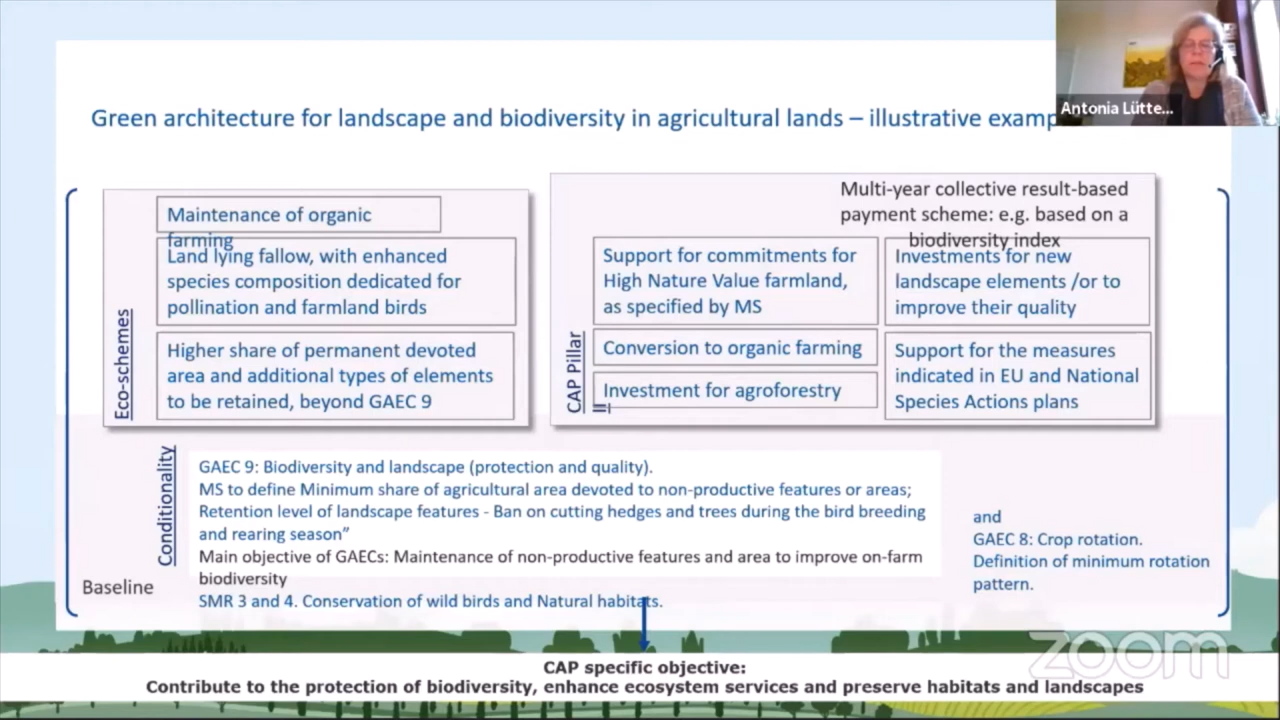 Green architecture for landscape and biodiversity in agricultural lands – illustrative examp
Antonia Lütte...
Eco-schemes
Maintenance of organic
farming
Land lying fallow, with enhanced
species composition dedicated for
pollination and farmland birds
Higher share of permanent devoted
area and additional types of elements
to be retained, beyond GAEC 9
CAP Pillar
II
Multi-year collective result-based
payment scheme: e.g. based on a
biodiversity index
Support for commitments for
High Nature Value farmland,
as specified by MS
Conversion to organic farming
Investment for agroforestry
Investments for new
landscape elements /or to
improve their quality
Support for the measures
indicated in EU and National
Species Actions plans
Conditionality
GAEC 9: Biodiversity and landscape (protection and quality).
MS to define Minimum share of agricultural area devoted to non-productive features or areas;
Retention level of landscape features - Ban on cutting hedges and trees during the bird breeding
and rearing season”
Main objective of GAECs: Maintenance of non-productive features and area to improve on-farm
biodiversity
SMR 3 and 4. Conservation of wild birds and Natural habitats.
and
GAEC 8: Crop rotation.
Definition of minimum rotation
pattern.
Baseline
zoom
CAP specific objective:
Contribute to the protection of biodiversity, enhance ecosystem services and preserve habitats and landscapes